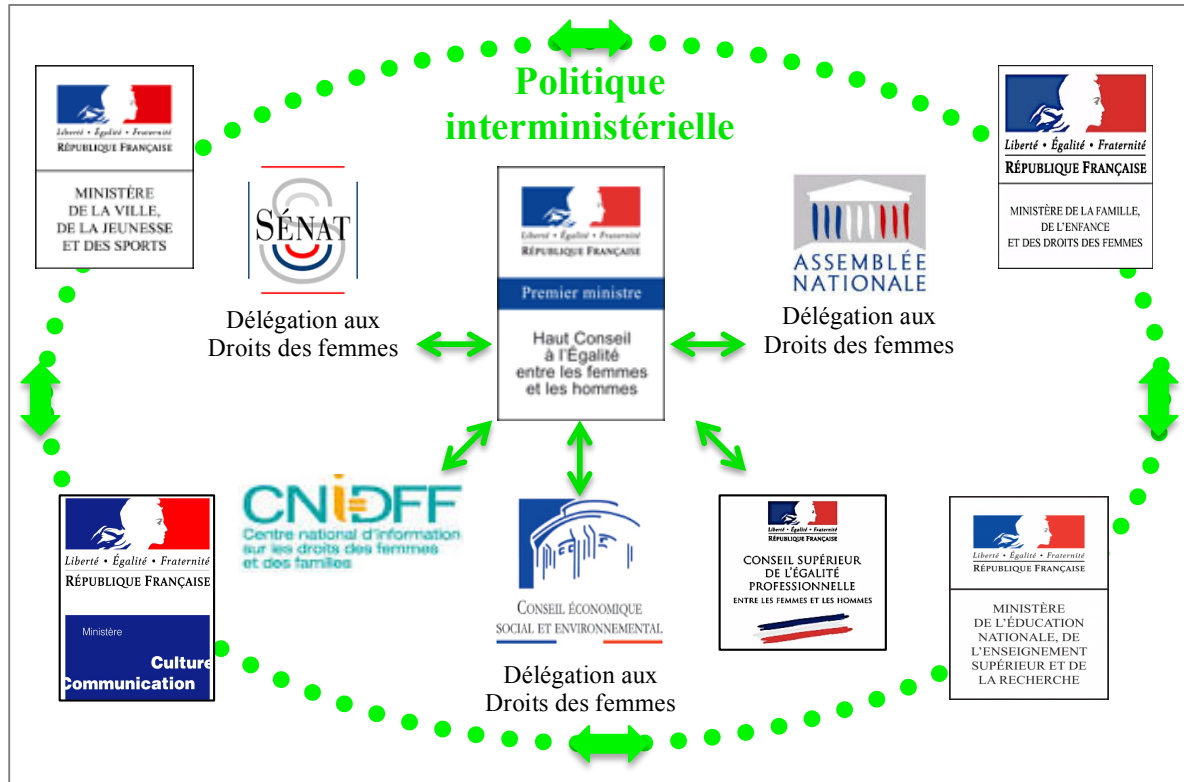 Politique
interministérielle
Liberté • Égalité • Fraternité
RÉPUBLIQUE FRANÇAISE
MINISTÈRE
DE LA VILLE,
DE LA JEUNESSE
ET DES SPORTS
SÉNAT
Délégation aux
Droits des femmes
Liberté • Égalité • Fraternité
RÉPUBLIQUE FRANÇAISE
Premier ministre
Haut Conseil
à l'Égalité
entre les femmes
et les hommes
ASSEMBLÉE
NATIONALE
Délégation aux
Droits des femmes
Liberté • Égalité • Fraternité
RÉPUBLIQUE FRANÇAISE
MINISTÈRE DE LA FAMILLE,
DE L'ENFANCE
ET DES DROITS DES FEMMES
Liberté • Égalité • Fraternité
RÉPUBLIQUE FRANÇAISE
Ministère
Culture
Communication
CNIDFF
Centre national d'information
sur les droits des femmes
et des familles
CONSEIL ÉCONOMIQUE
SOCIAL ET ENVIRONNEMENTAL
Délégation aux
Droits des femmes
Liberté • Égalité • Fraternité
RÉPUBLIQUE FRANÇAISE
CONSEIL SUPÉRIEUR
DE L'ÉGALITÉ
PROFESSIONNELLE
ENTRE LES FEMMES ET LES HOMMES
Liberté • Égalité • Fraternité
RÉPUBLIQUE FRANÇAISE
MINISTÈRE
DE L'ÉDUCATION
NATIONALE, DE
L'ENSEIGNEMENT
SUPÉRIEUR ET DE
LA RECHERCHE